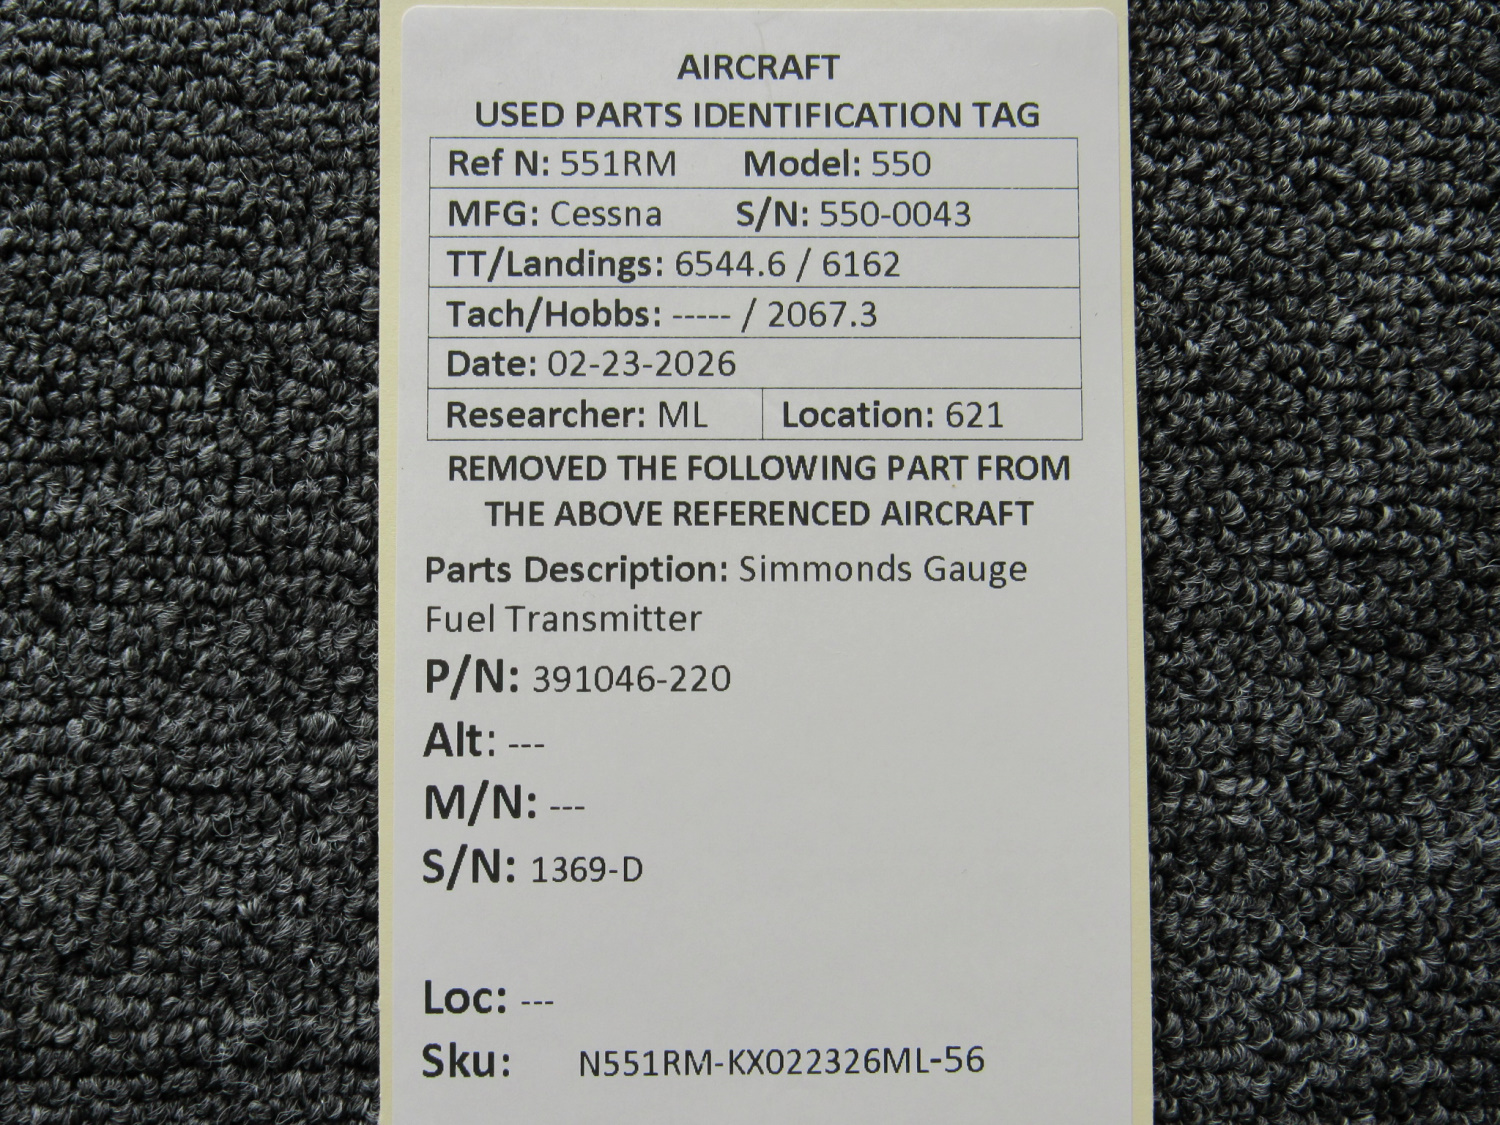 AIRCRAFT
USED PARTS IDENTIFICATION TAG
Ref N: 551RM Model: 550
MFG: Cessna S/N: 550-0043
TT/Landings: 6544.6 / 6162
Tach/Hobbs: ----- / 2067.3
Date: 02-23-2026
Researcher: ML Location: 621
REMOVED THE FOLLOWING PART FROM
THE ABOVE REFERENCED AIRCRAFT
Parts Description: Simmonds Gauge
Fuel Transmitter
P/N: 391046-220
Alt: ---
M/N: ---
S/N: 1369-D
Loc: ---
Sku: N551RM-KX022326ML-56